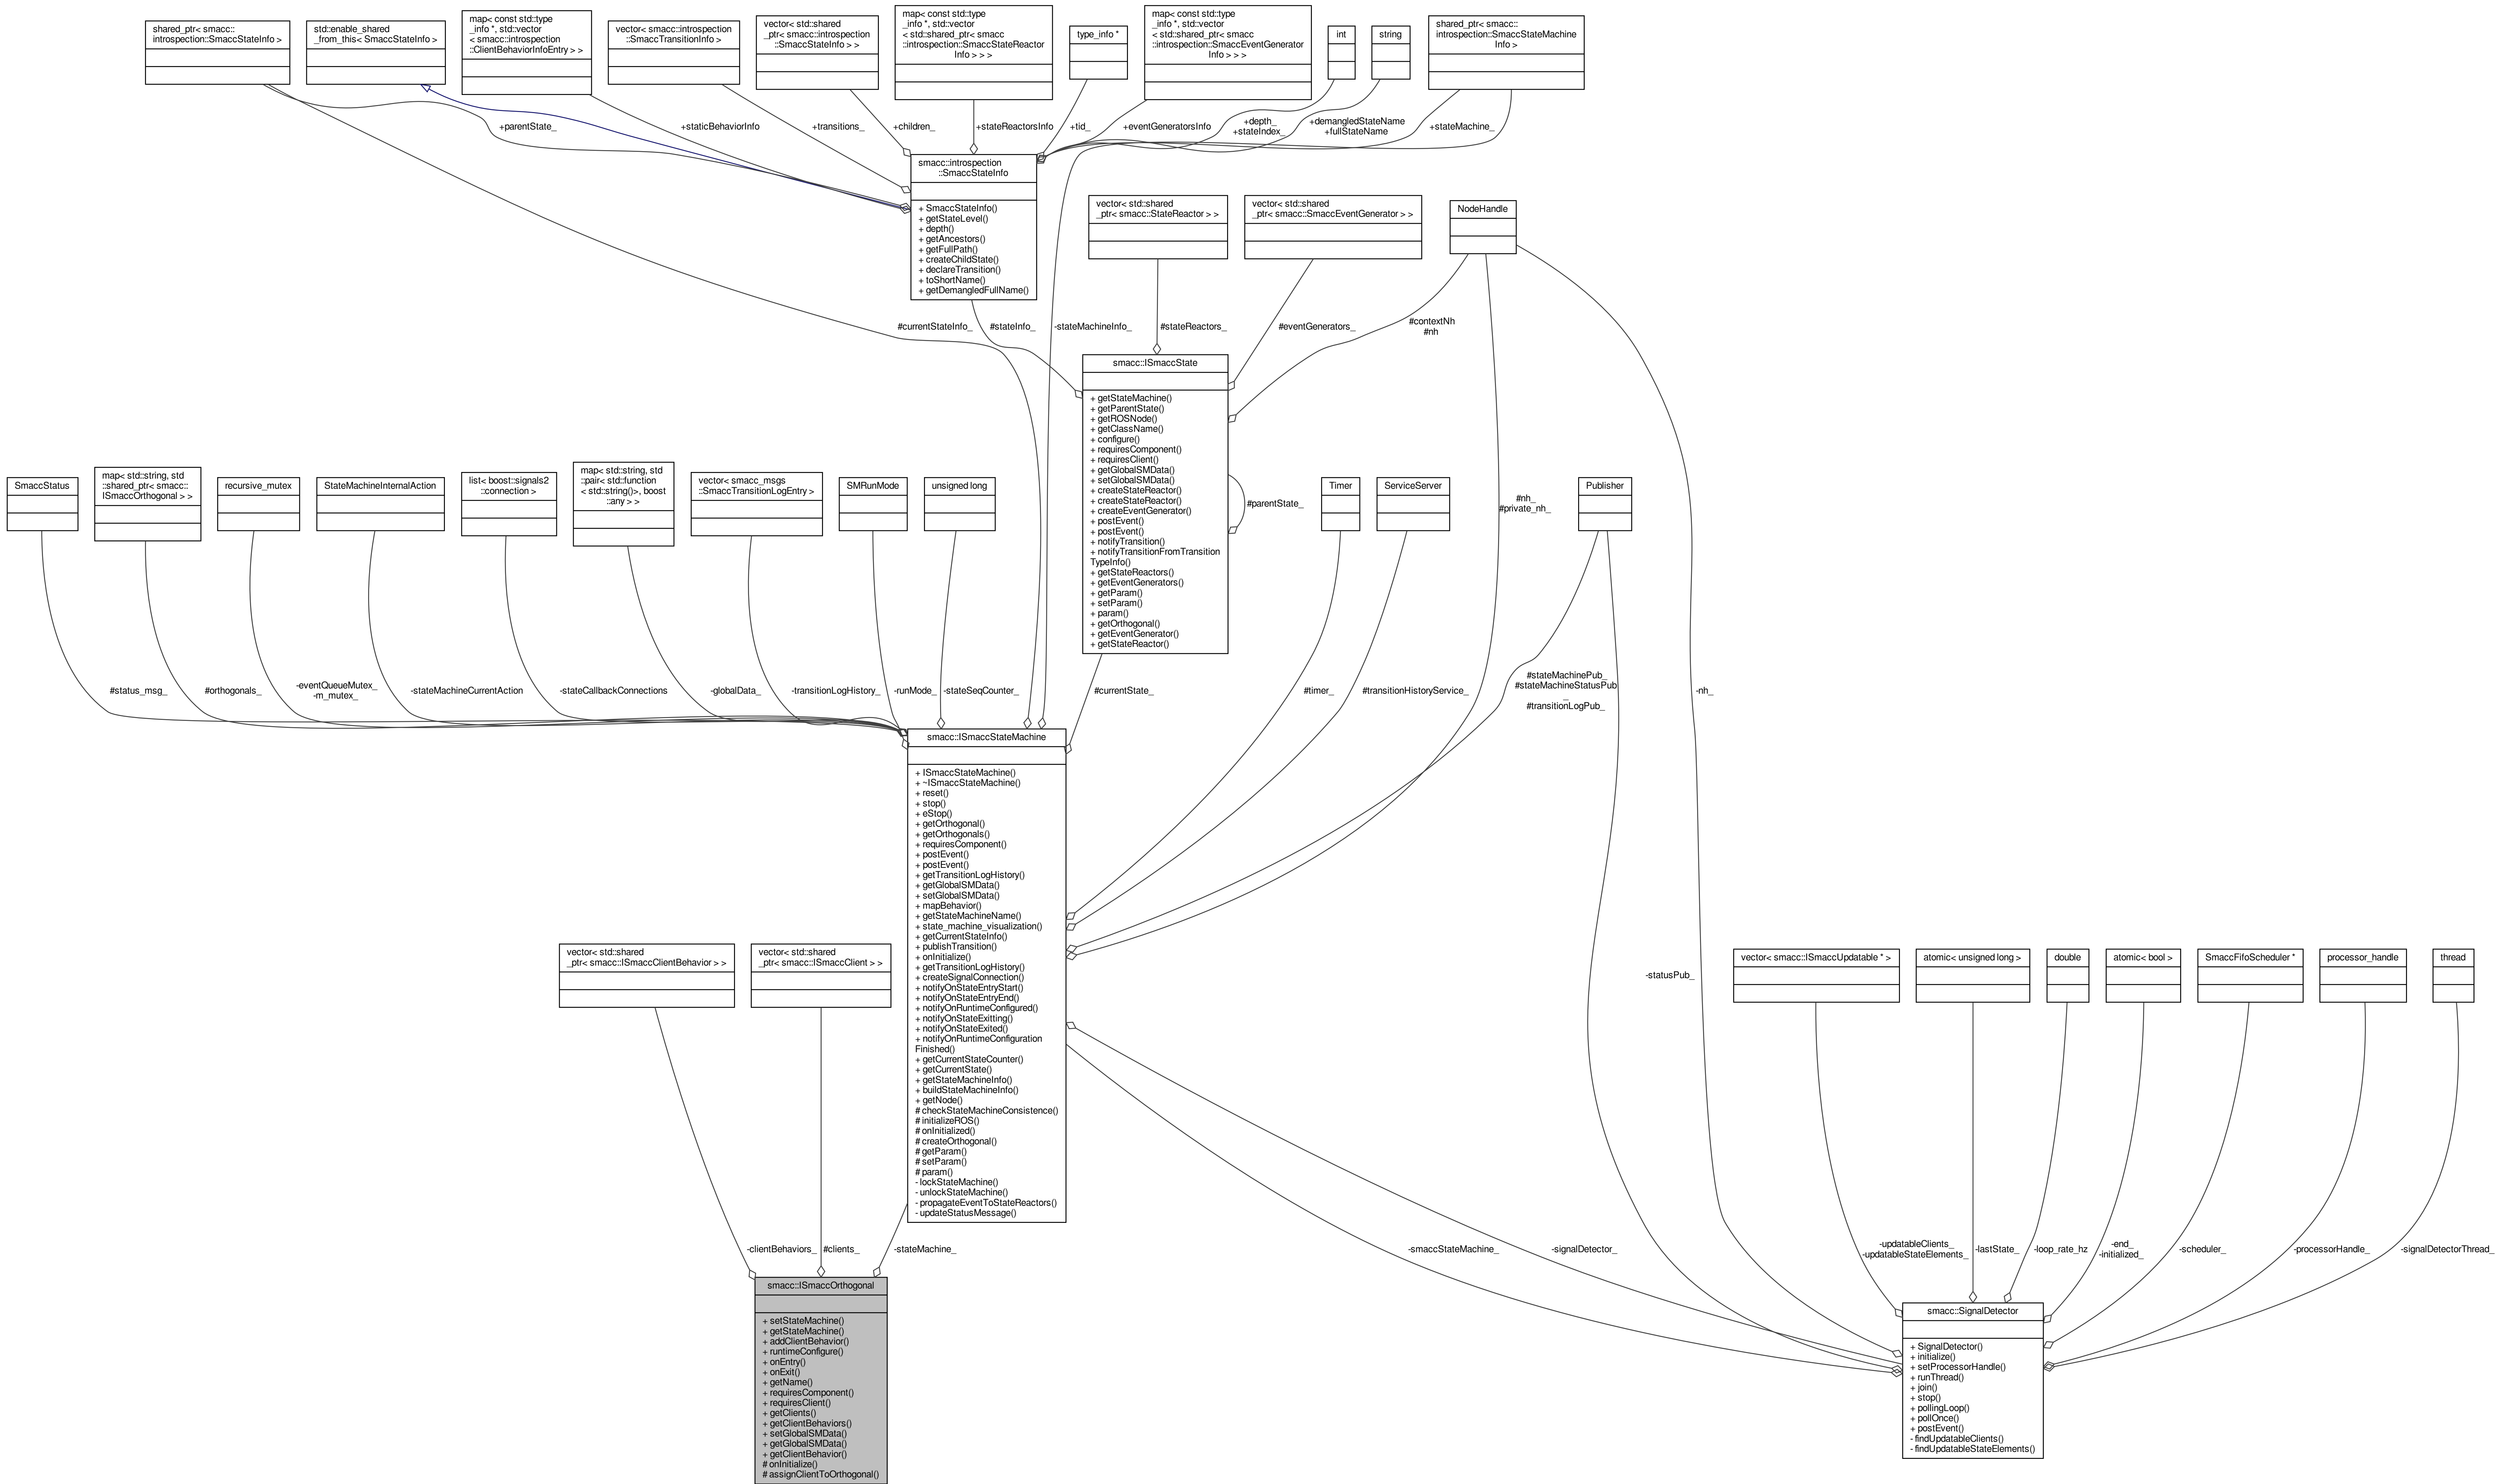 shared_ptr< smacc::
introspection::SmaccStateInfo >
std::enable_shared
_from_this< SmaccStateInfo >
map< const std::type
_info *, std::vector
< smacc::introspection
::ClientBehaviorInfoEntry > >
vector< smacc::introspection
::SmaccTransitionInfo >
vector< std::shared
_ptr< smacc::introspection
::SmaccStateInfo > >
map< const std::type
_info *, std::vector
< std::shared_ptr< smacc
::introspection::SmaccStateReactor
Info > > >
type_info *
map< const std::type
_info *, std::vector
< std::shared_ptr< smacc
::introspection::SmaccEventGenerator
Info > > >
int
string
shared_ptr< smacc::
introspection::SmaccStateMachine
Info >
+parentState_
+staticBehaviorInfo
+transitions_
+children_
+stateReactorsInfo
+tid_
+eventGeneratorsInfo
+depth_
+stateIndex_
+demangledStateName
+fullStateName
+stateMachine_
smacc::introspection
::SmaccStateInfo
+ SmaccStateInfo()
+ getStateLevel()
+ depth()
+ getAncestors()
+ getFullPath()
+ createChildState()
+ declareTransition()
+ toShortName()
+ getDemangledFullName()
vector< std::shared
_ptr< smacc::StateReactor > >
vector< std::shared
_ptr< smacc::SmaccEventGenerator > >
NodeHandle
#currentStateInfo_
#stateInfo_
-stateMachineInfo_
#stateReactors_
#eventGenerators_
#contextNh
#nh
smacc::ISmaccState
+ getStateMachine()
+ getParentState()
+ getROSNode()
+ getClassName()
+ configure()
+ requiresComponent()
+ requiresClient()
+ getGlobalSMData()
+ setGlobalSMData()
+ createStateReactor()
+ createStateReactor()
+ createEventGenerator()
+ postEvent()
+ postEvent()
+ notifyTransition()
+ notifyTransitionFromTransition
TypeInfo()
+ getStateReactors()
+ getEventGenerators()
+ getParam()
+ setParam()
+ param()
+ getOrthogonal()
+ getEventGenerator()
+ getStateReactor()
#parentState_
SmaccStatus
map< std::string, std
::shared_ptr< smacc::
ISmaccOrthogonal > >
recursive_mutex
StateMachineInternalAction
list< boost::signals2
::connection >
map< std::string, std
::pair< std::function
< std::string()>, boost
::any > >
vector< smacc_msgs
::SmaccTransitionLogEntry >
SMRunMode
unsigned long
Timer
ServiceServer
#nh_
#private_nh_
Publisher
#status_msg_
#orthogonals_
-eventQueueMutex_
-m_mutex_
-stateMachineCurrentAction
-stateCallbackConnections
-globalData_
-transitionLogHistory_
-runMode_
-stateSeqCounter_
#currentState_
#timer_
#transitionHistoryService_
#stateMachinePub_
#stateMachineStatusPub
_
#transitionLogPub_
-nh_
smacc::ISmaccStateMachine
+ ISmaccStateMachine()
+ ~ISmaccStateMachine()
+ reset()
+ stop()
+ eStop()
+ getOrthogonal()
+ getOrthogonals()
+ requiresComponent()
+ postEvent()
+ postEvent()
+ getTransitionLogHistory()
+ getGlobalSMData()
+ setGlobalSMData()
+ mapBehavior()
+ getStateMachineName()
+ state_machine_visualization()
+ getCurrentStateInfo()
+ publishTransition()
+ onInitialize()
+ getTransitionLogHistory()
+ createSignalConnection()
+ notifyOnStateEntryStart()
+ notifyOnStateEntryEnd()
+ notifyOnRuntimeConfigured()
+ notifyOnStateExitting()
+ notifyOnStateExited()
+ notifyOnRuntimeConfiguration
Finished()
+ getCurrentStateCounter()
+ getCurrentState()
+ getStateMachineInfo()
+ buildStateMachineInfo()
+ getNode()
# checkStateMachineConsistence()
# initializeROS()
# onInitialized()
# createOrthogonal()
# getParam()
# setParam()
# param()
- lockStateMachine()
- unlockStateMachine()
- propagateEventToStateReactors()
- updateStatusMessage()
vector< std::shared
_ptr< smacc::ISmaccClientBehavior > >
vector< std::shared
_ptr< smacc::ISmaccClient > >
-statusPub_
vector< smacc::ISmaccUpdatable * >
atomic< unsigned long >
double
atomic< bool >
SmaccFifoScheduler *
processor_handle
thread
-clientBehaviors_
#clients_
-stateMachine_
-smaccStateMachine_
-signalDetector_
-updatableClients_
-updatableStateElements_
-lastState_
-loop_rate_hz
-end_
-initialized_
-scheduler_
-processorHandle_
-signalDetectorThread_
smacc::ISmaccOrthogonal
+ setStateMachine()
+ getStateMachine()
+ addClientBehavior()
+ runtimeConfigure()
+ onEntry()
+ onExit()
+ getName()
+ requiresComponent()
+ requiresClient()
+ getClients()
+ getClientBehaviors()
+ setGlobalSMData()
+ getGlobalSMData()
+ getClientBehavior()
# onInitialize()
# assignClientToOrthogonal()
smacc::SignalDetector
+ SignalDetector()
+ initialize()
+ setProcessorHandle()
+ runThread()
+ join()
+ stop()
+ pollingLoop()
+ pollOnce()
+ postEvent()
- findUpdatableClients()
- findUpdatableStateElements()